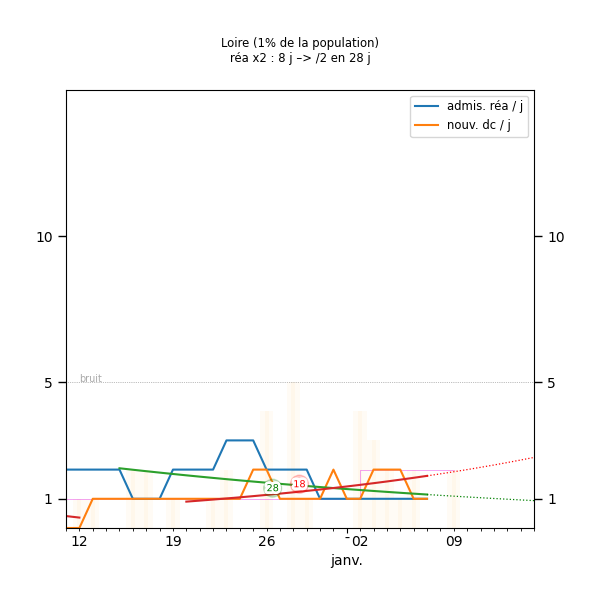 Loire (1% de la population)
réa x2 : 8 j –> /2 en 28 j
admis. réa / j
nouv. dc / j
10 10
bruit
5 5
28 18
1 1
12 19 26 02 09
janv.